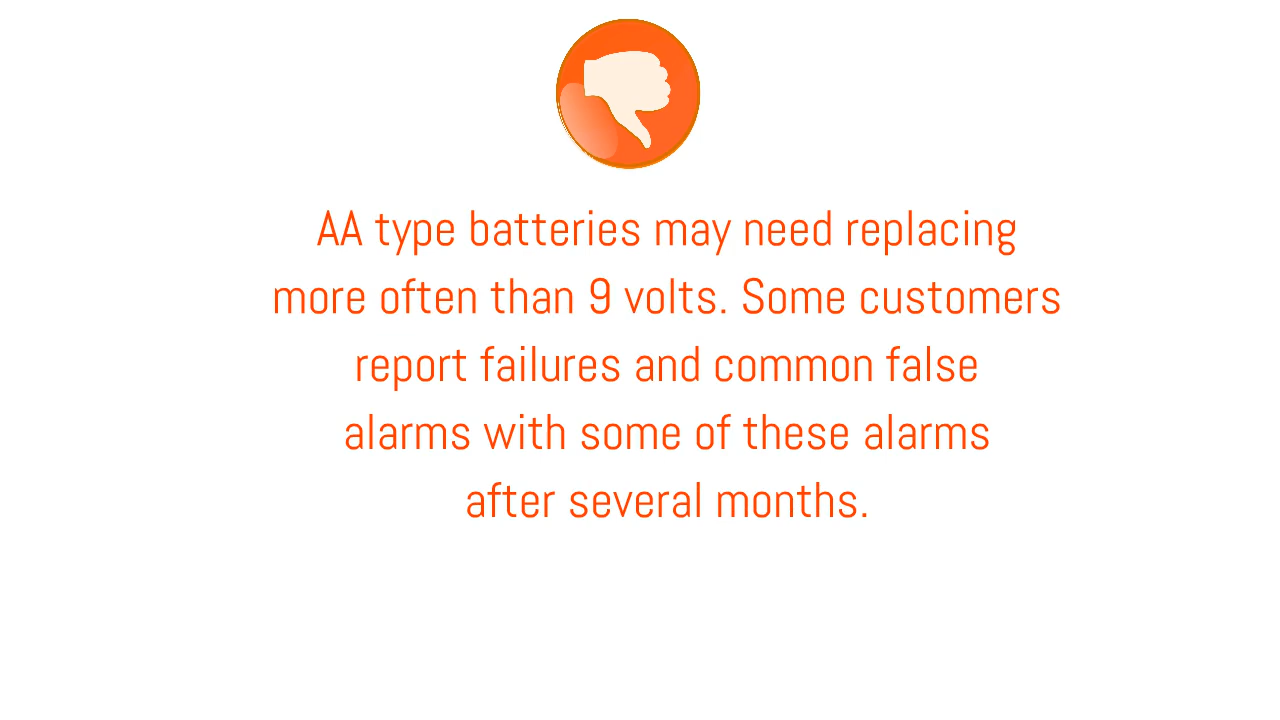 AA type batteries may need replacing
more often than 9 volts. Some customers
report failures and common false
alarms with some of these alarms
after several months.